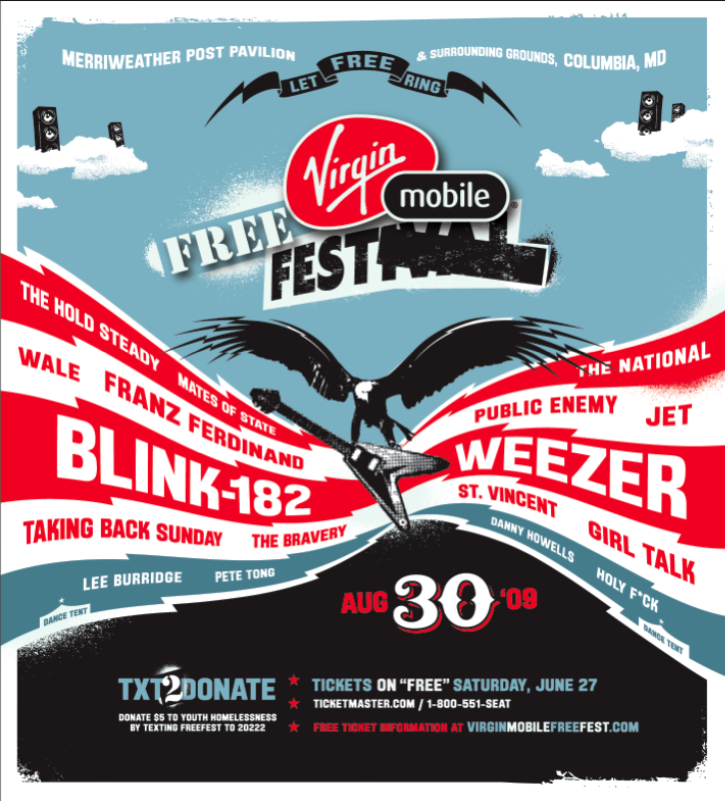 MERRIWEATHER POST PAVILION
& SURROUNDING GROUNDS, COLUMBIA, MD
LET FREE RING
Virgin
mobile
FREE
FESTIVAL
THE HOLD STEADY
MATES OF STATE
WALE
FRANZ FERDINAND
BLINK-182
TAKING BACK SUNDAY
THE BRAVERY
LEE BURRIDGE
PETE TONG
DANCE TENT
THE NATIONAL
PUBLIC ENEMY
JET
WEEZER
ST. VINCENT
GIRL TALK
DANNY HOWELLS
HOLY F*CK
DANCE TENT
AUG 30 '09
TXT2DONATE
DONATE $5 TO YOUTH HOMELESSNESS
BY TEXTING FREEFEST TO 20222
TICKETS ON "FREE" SATURDAY, JUNE 27
TICKETMASTER.COM / 1-800-551-SEAT
FREE TICKET INFORMATION AT VIRGINMOBILEFREEFEST.COM